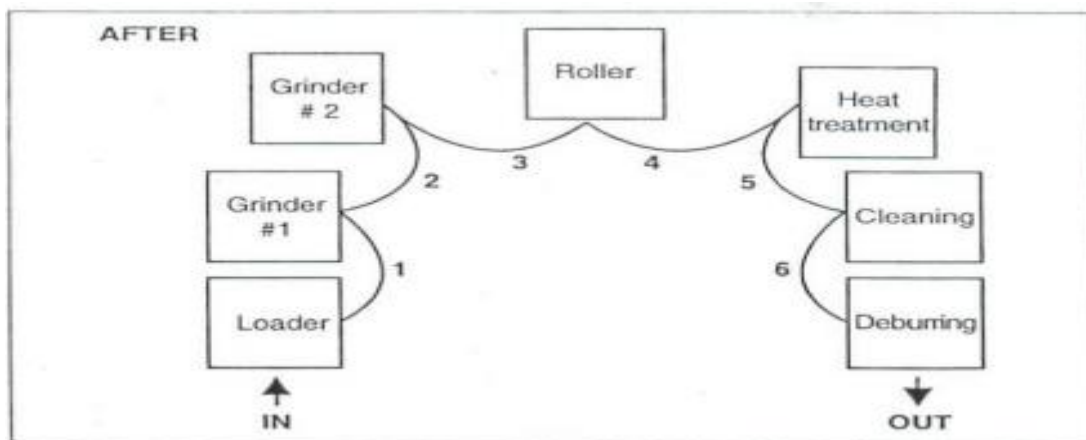 AFTER
Grinder
# 2
Roller
Heat
treatment
3
4
2
5
Grinder
#1
Cleaning
1
6
Loader
Deburring
IN
OUT